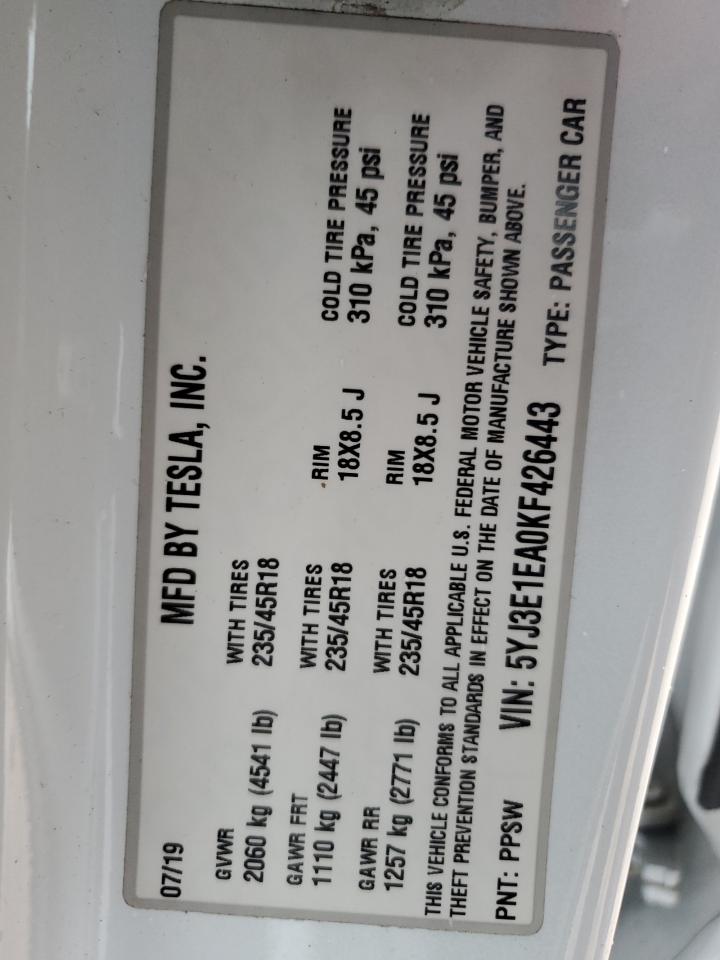 MFD BY TESLA, INC.
07/19
GVWR WITH TIRES
2060 kg (4541 lb) 235/45R18
GAWR FRT WITH TIRES RIM COLD TIRE PRESSURE
1110 kg (2447 lb) 235/45R18 18X8.5 J 310 kPa, 45 psi
GAWR RR WITH TIRES RIM COLD TIRE PRESSURE
1257 kg (2771 lb) 235/45R18 18X8.5 J 310 kPa, 45 psi
THIS VEHICLE CONFORMS TO ALL APPLICABLE U.S. FEDERAL MOTOR VEHICLE SAFETY, BUMPER, AND
THEFT PREVENTION STANDARDS IN EFFECT ON THE DATE OF MANUFACTURE SHOWN ABOVE.
PNT: PPSW VIN: 5YJ3E1EA0KF426443 TYPE: PASSENGER CAR